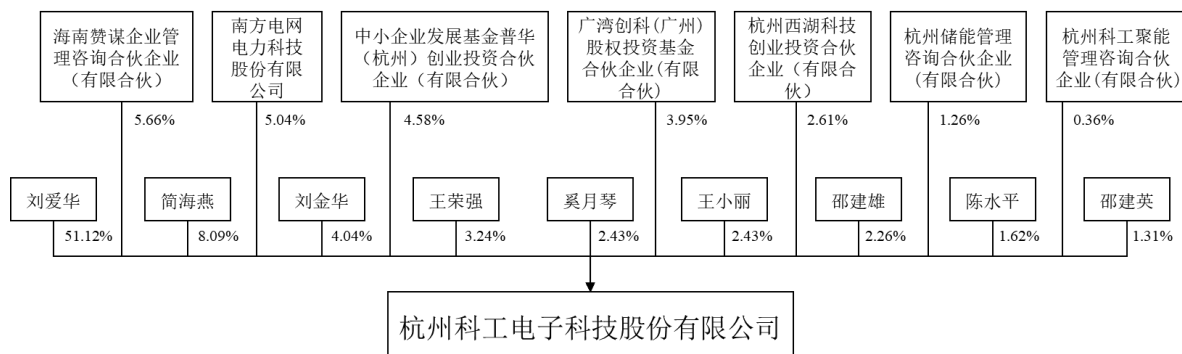 海南赞谋企业管
理咨询合伙企业
（有限合伙）
南方电网
电力科技
股份有限
公司
中小企业发展基金普华
（杭州）创业投资合伙
企业（有限合伙）
广湾创科(广州)
股权投资基金
合伙企业(有限
合伙)
杭州西湖科技
创业投资合伙
企业（有限合
伙）
杭州储能管理
咨询合伙企业
(有限合伙)
杭州科工聚能
管理咨询合伙
企业(有限合伙)
5.66%
5.04%
4.58%
3.95%
2.61%
1.26%
0.36%
刘爱华
简海燕
刘金华
王荣强
奚月琴
王小丽
邵建雄
陈水平
邵建英
51.12%
8.09%
4.04%
3.24%
2.43%
2.43%
2.26%
1.62%
1.31%
杭州科工电子科技股份有限公司